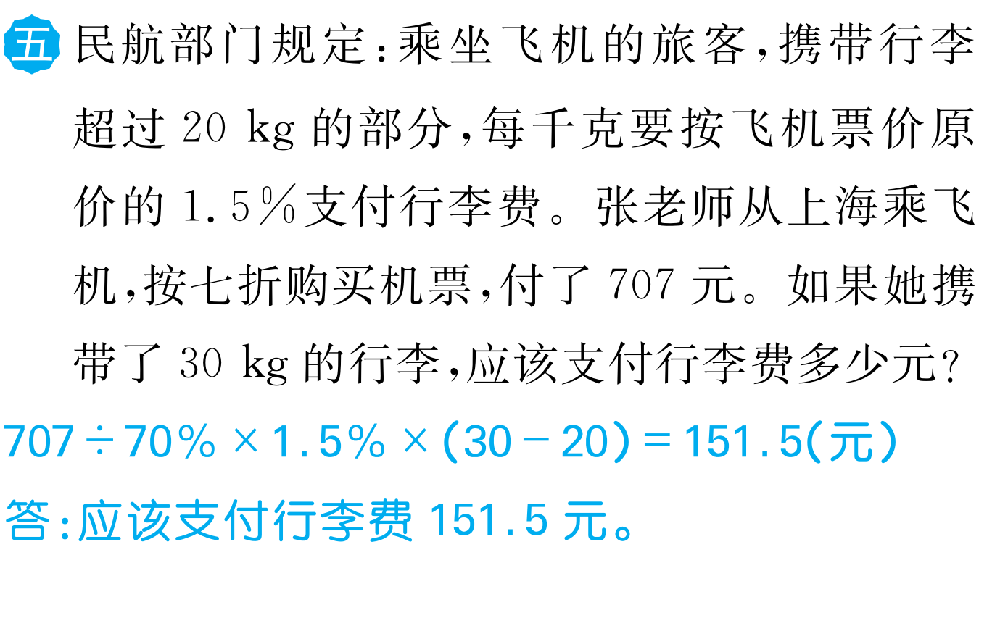 五 民航部门规定:乘坐飞机的旅客,携带行李
超过 20 kg 的部分,每千克要按飞机票价原
价的 1.5%支付行李费。张老师从上海乘飞
机,按七折购买机票,付了 707 元。如果她携
带了 30 kg 的行李,应该支付行李费多少元?
707÷70%×1.5%×(30-20)=151.5(元)
答:应该支付行李费 151.5 元。